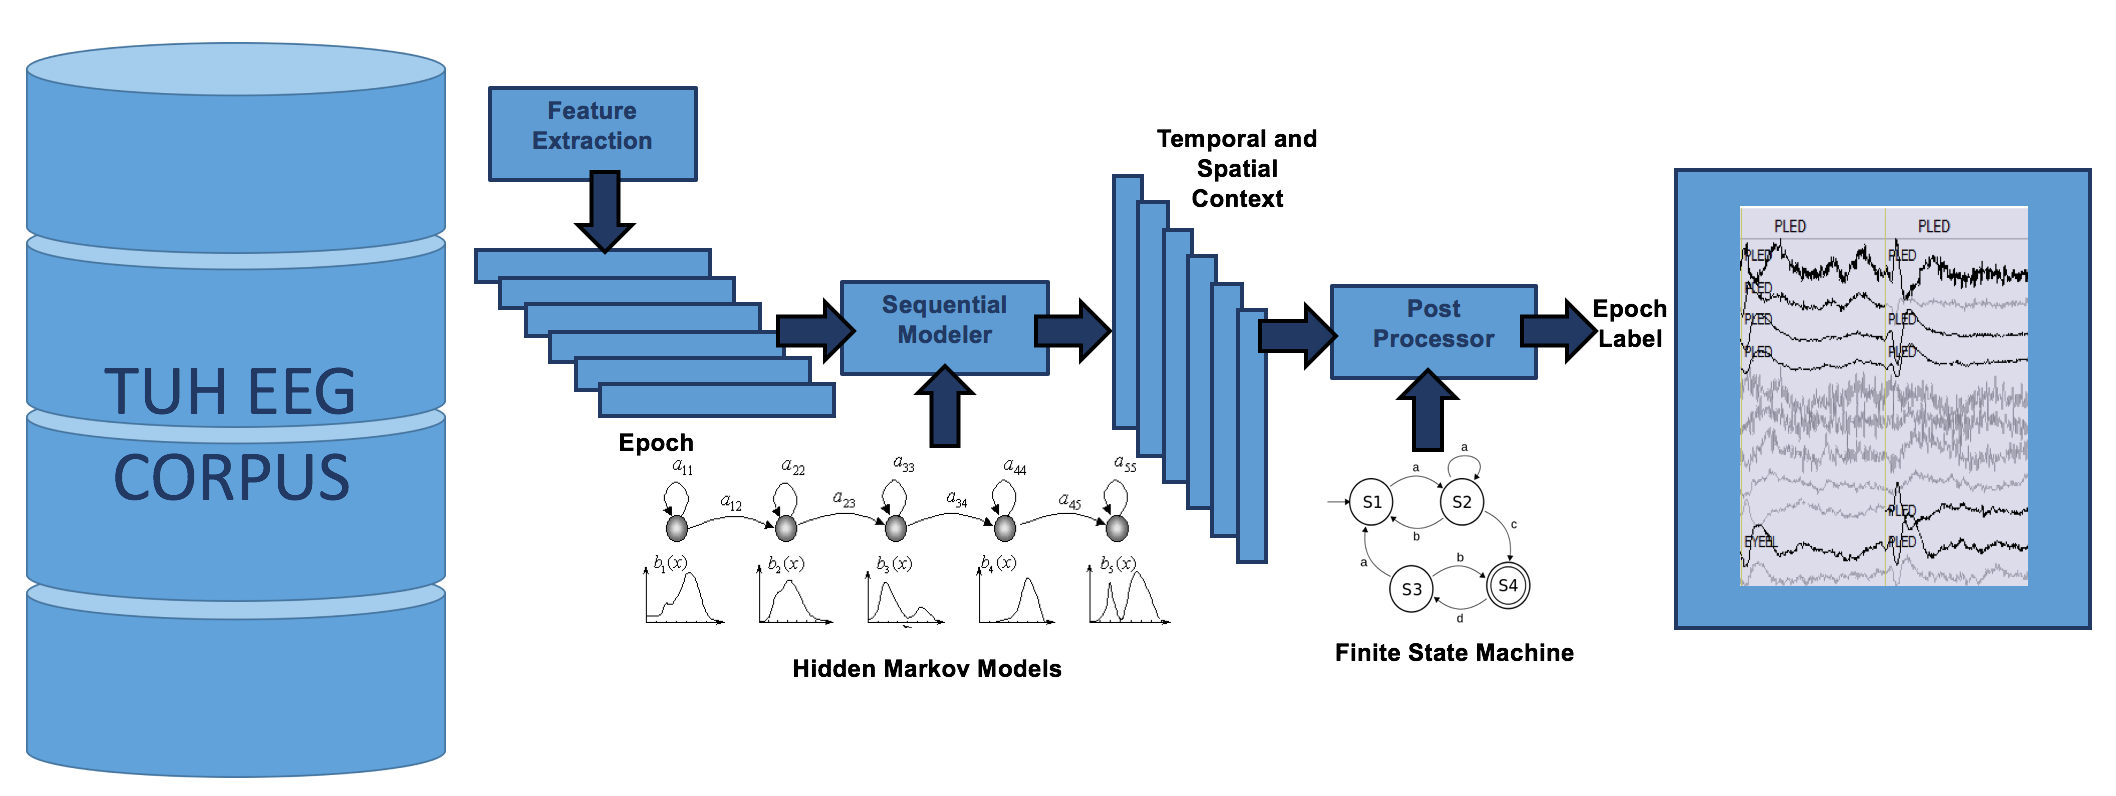 TUH EEG
CORPUS
Feature
Extraction
Epoch
Sequential
Modeler
Temporal and
Spatial
Context
Post
Processor
Epoch
Label
a11 a22 a33 a44 a55
a12 a23 a34 a45
b1(x) b2(x) b3(x) b4(x) b5(x)
Hidden Markov Models
a
a
S1 S2
b
c
a
b
S3 S4
d
Finite State Machine
PLED PLED
PLED PLED
PLED
PLED PLED
PLED PLED
PLED
EYEBL PLED